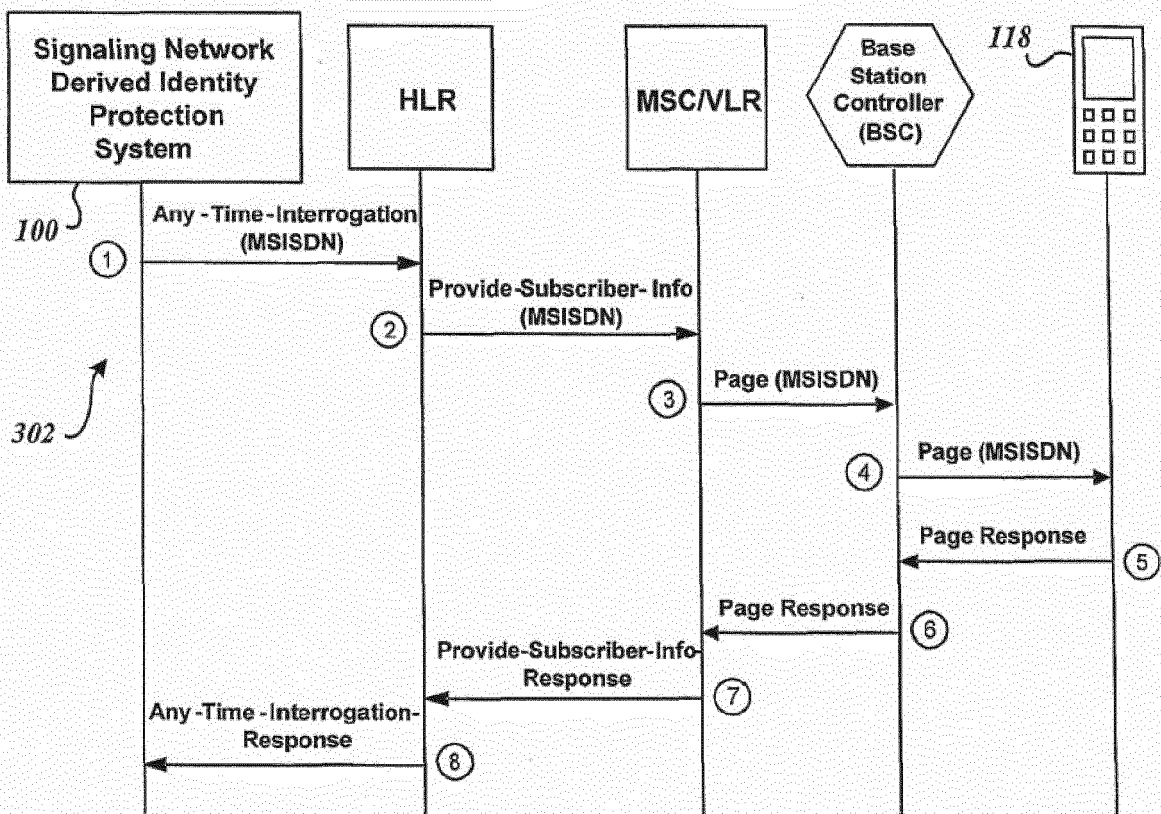 Signaling Network
Derived Identity
Protection
System
HLR
MSC/VLR
Base
Station
Controller
(BSC)
118
100
Any-Time-Interrogation
(MSISDN)
1
Provide-Subscriber-Info
(MSISDN)
2
302
Page (MSISDN)
3
Page (MSISDN)
4
Page Response
5
Page Response
6
Provide-Subscriber-Info-
Response
7
Any-Time-Interrogation-
Response
8